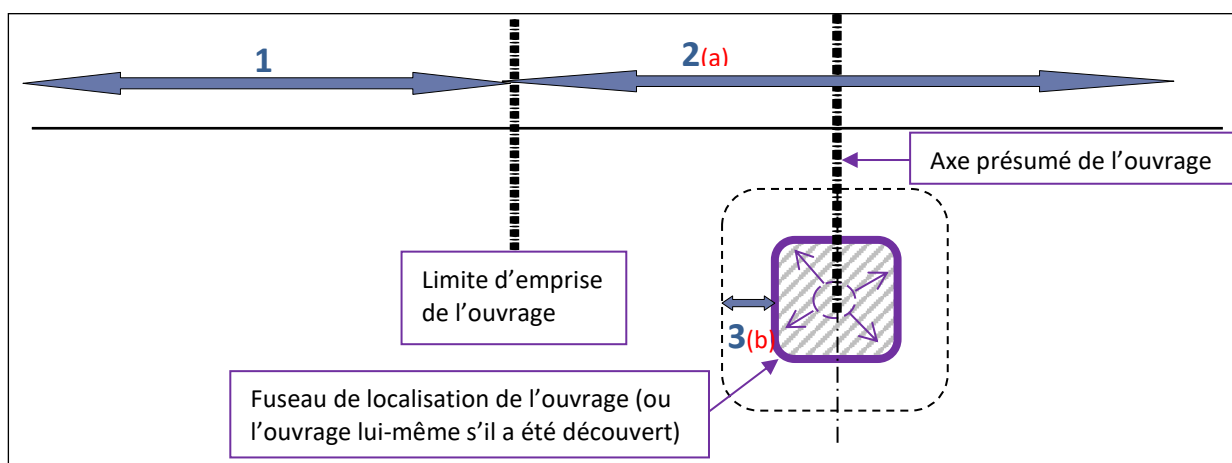 1
2(a)
Axe présumé de l’ouvrage
Limite d’emprise
de l’ouvrage
3(b)
Fuseau de localisation de l’ouvrage (ou
l’ouvrage lui-même s’il a été découvert)